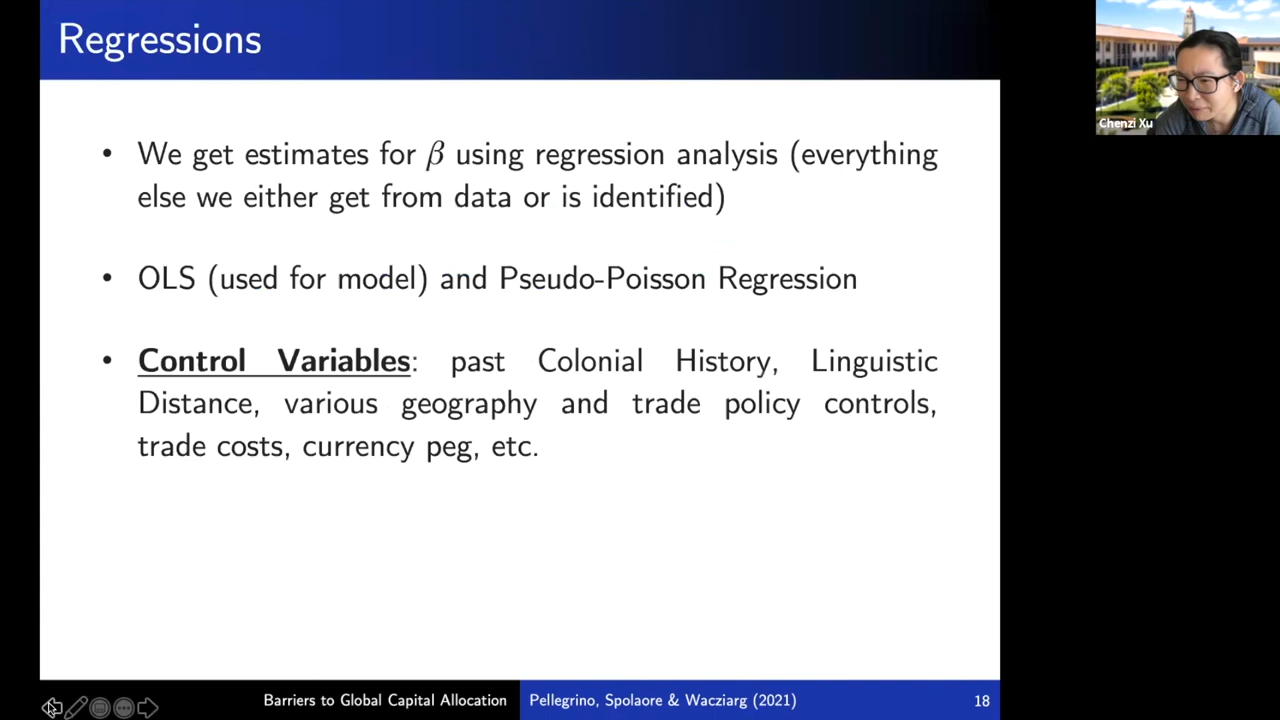 Regressions
• We get estimates for β using regression analysis (everything
else we either get from data or is identified)
• OLS (used for model) and Pseudo-Poisson Regression
• Control Variables: past Colonial History, Linguistic
Distance, various geography and trade policy controls,
trade costs, currency peg, etc.
Chenzi Xu
Barriers to Global Capital Allocation
Pellegrino, Spolaore & Wacziarg (2021)
18